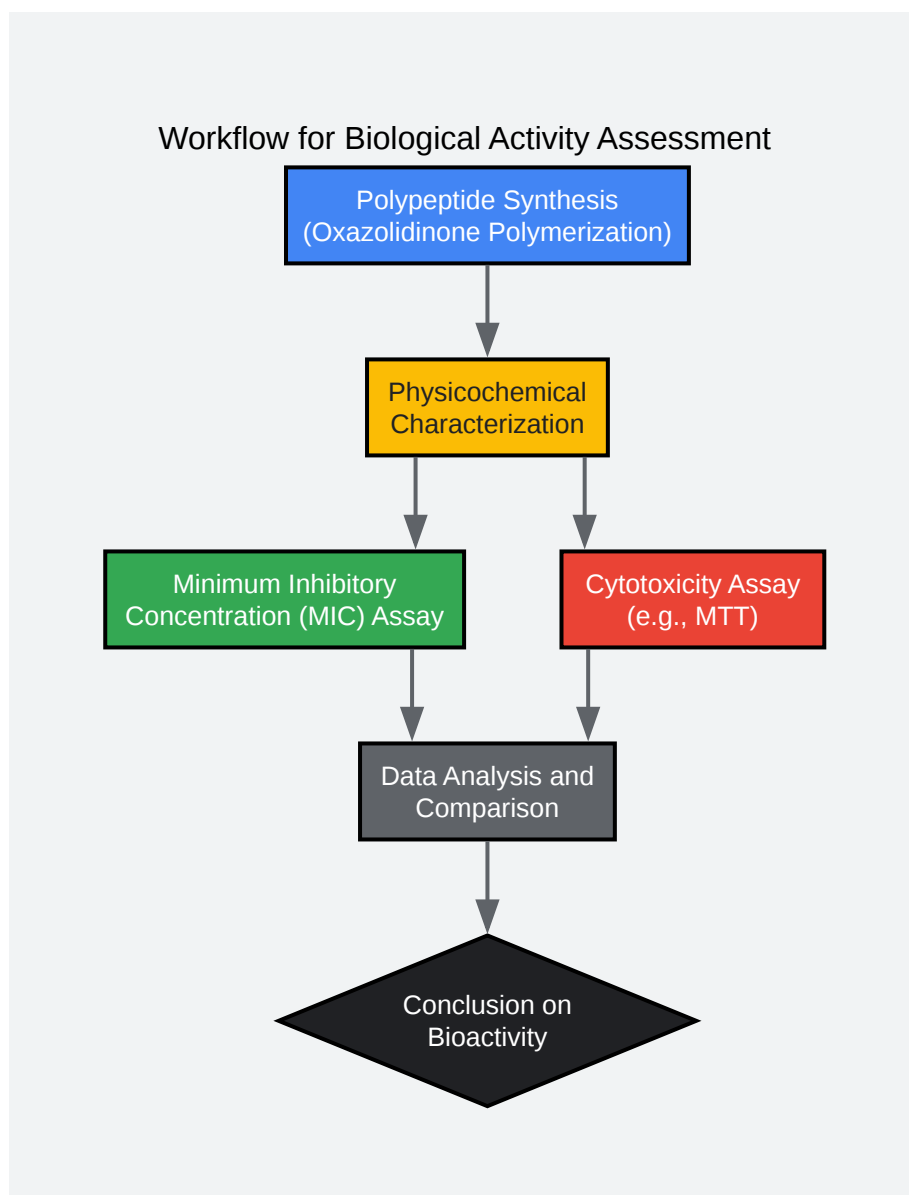 Workflow for Biological Activity Assessment
Polypeptide Synthesis
(Oxazolidinone Polymerization)
Physicochemical
Characterization
Minimum Inhibitory
Concentration (MIC) Assay
Cytotoxicity Assay
(e.g., MTT)
Data Analysis and
Comparison
Conclusion on
Bioactivity